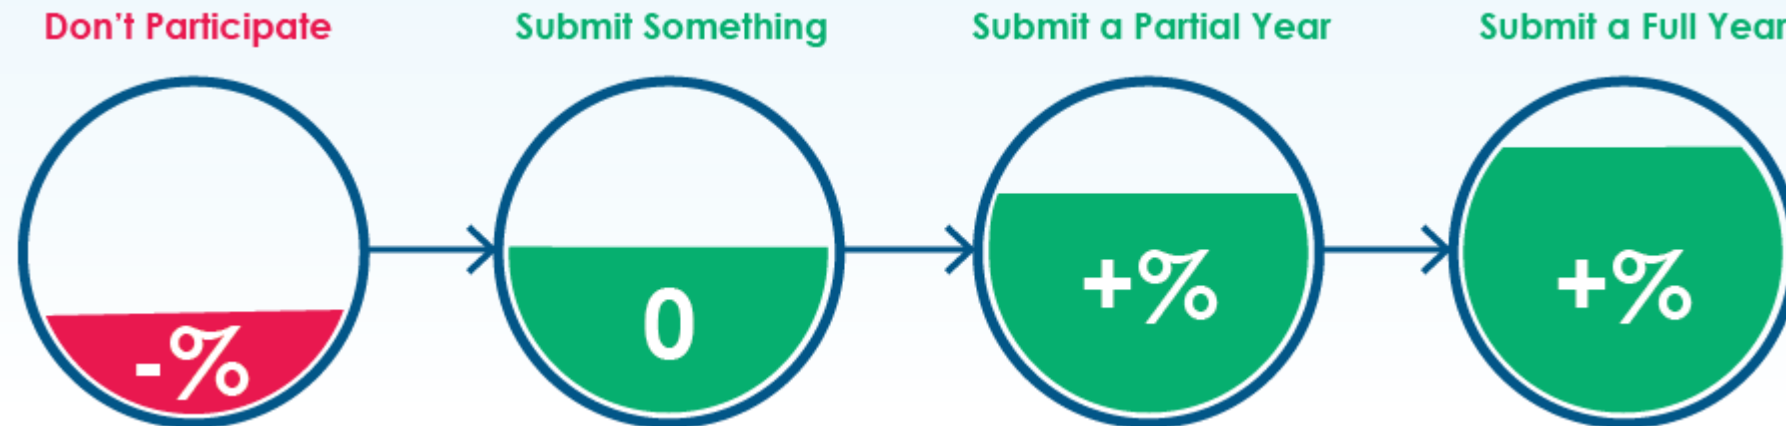 Don't Participate
Submit Something
Submit a Partial Year
Submit a Full Year
-%
0
+%
+%